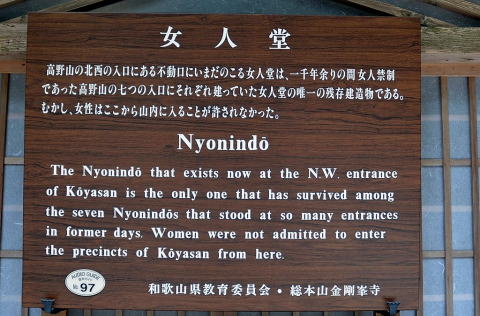 女人堂
高野山の北西の入口にある不動口にいまだのこる女人堂は、一千年余りの間女人禁制
であった高野山の七つの入口にそれぞれ建っていた女人堂の唯一の残存建造物である。
むかし、女性はここから山内に入ることが許されなかった。
Nyonindō
The Nyonindō that exists now at the N.W. entrance
of Kōyasan is the only one that has survived among
the seven Nyonindōs that stood at so many entrances
in former days. Women were not admitted to enter
the precincts of Kōyasan from here.
AUDIO GUIDE
No 97
和歌山県教育委員会・総本山金剛峯寺